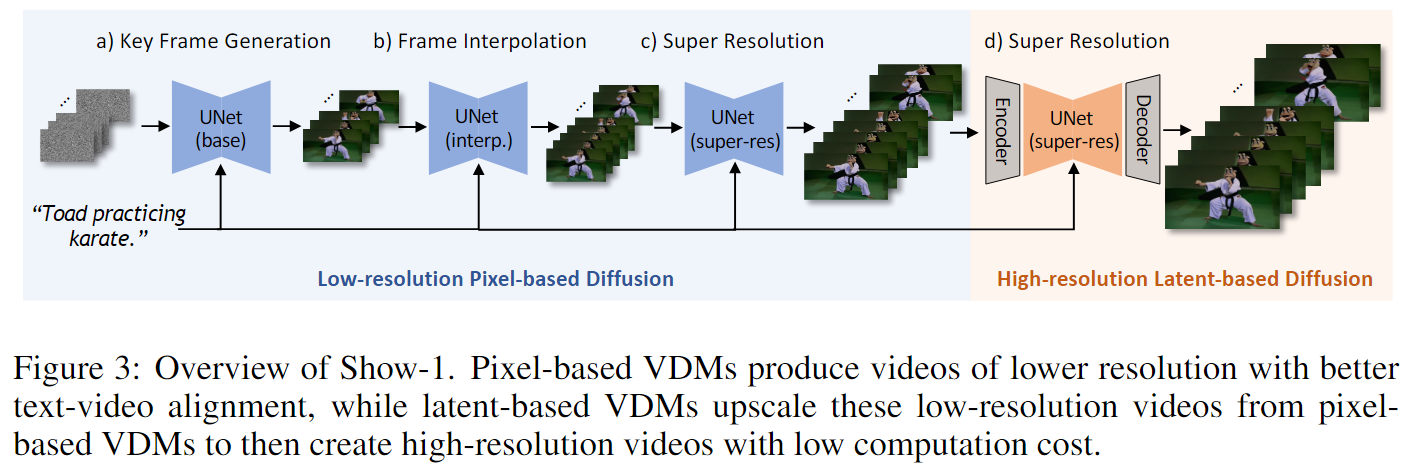 a) Key Frame Generation
b) Frame Interpolation
c) Super Resolution
d) Super Resolution
...
UNet
(base)
...
UNet
(interp.)
...
UNet
(super-res)
...
Encoder
UNet
(super-res)
Decoder
...
“Toad practicing
karate.”
Low-resolution Pixel-based Diffusion
High-resolution Latent-based Diffusion
Figure 3: Overview of Show-1. Pixel-based VDMs produce videos of lower resolution with better
text-video alignment, while latent-based VDMs upscale these low-resolution videos from pixel-
based VDMs to then create high-resolution videos with low computation cost.